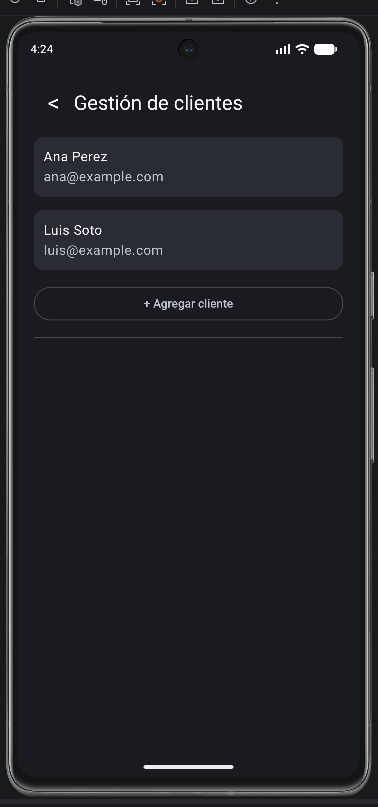 4:24
< Gestión de clientes
Ana Perez
ana@example.com
Luis Soto
luis@example.com
+ Agregar cliente